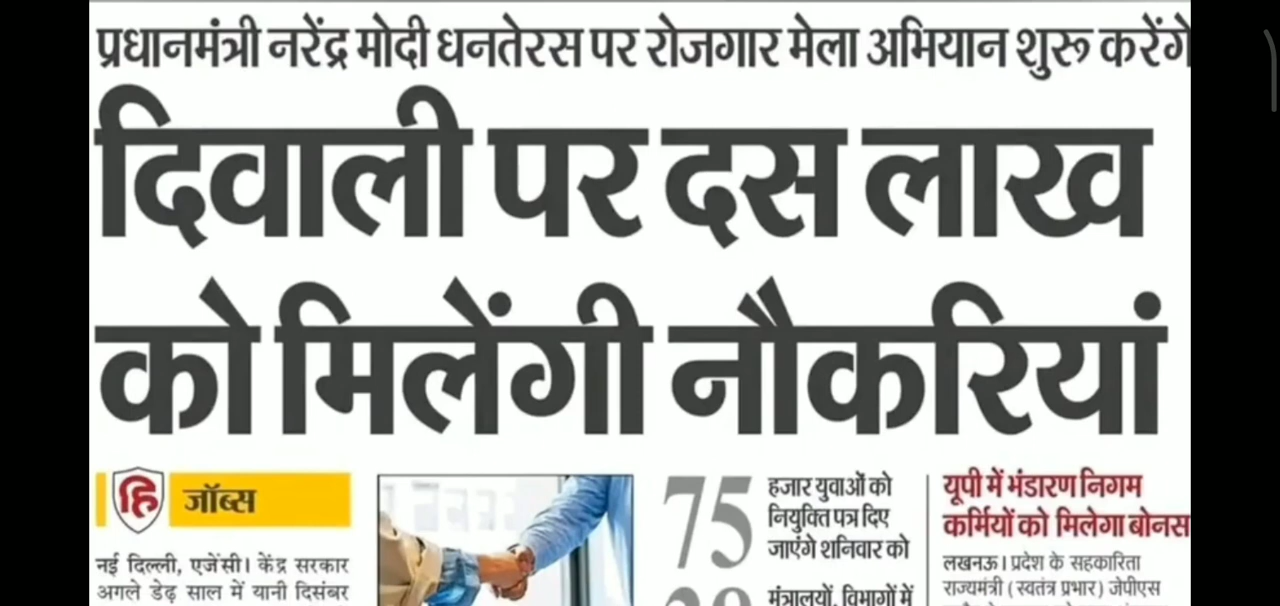 प्रधानमंत्री नरेंद्र मोदी धनतेरस पर रोजगार मेला अभियान शुरू करेंगे
दिवाली पर दस लाख
को मिलेंगी नौकरियां
हि जॉब्स
नई दिल्ली, एजेंसी। केंद्र सरकार
अगले डेढ़ साल में यानी दिसंबर
75
हजार युवाओं को
नियुक्ति पत्र दिए
जाएंगे शनिवार को
मंत्रालयों, विभागों में
यूपी में भंडारण निगम
कर्मियों को मिलेगा बोनस
लखनऊ। प्रदेश के सहकारिता
राज्यमंत्री (स्वतंत्र प्रभार) जेपीएस